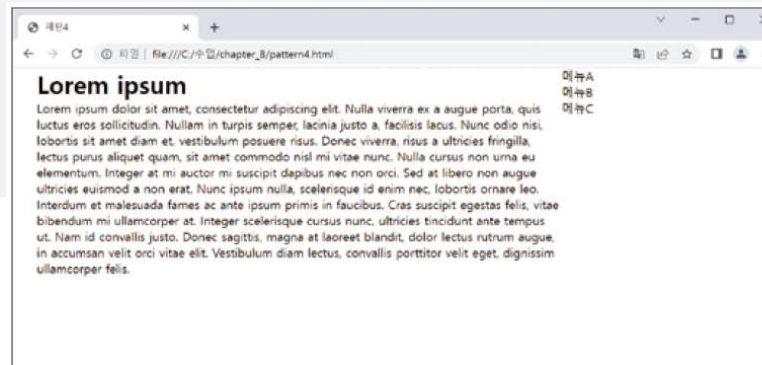 패턴4
파일 file:///C:/수업/chapter_8/pattern4.html
Lorem ipsum
Lorem ipsum dolor sit amet, consectetur adipiscing elit. Nulla viverra ex a augue porta, quis
luctus eros sollicitudin. Nullam in turpis semper, lacinia justo a, facilisis lacus. Nunc odio nisi,
lobortis sit amet diam et, vestibulum posuere risus. Donec viverra, risus a ultricies fringilla,
lectus purus aliquet quam, sit amet commodo nisl mi vitae nunc. Nulla cursus non urna eu
elementum. Integer at mi auctor mi suscipit dapibus nec non orci. Sed at libero non augue
ultricies euismod a non erat. Nunc ipsum nulla, scelerisque id enim nec, lobortis ornare leo.
Interdum et malesuada fames ac ante ipsum primis in faucibus. Cras suscipit egestas felis, vitae
bibendum mi ullamcorper at. Integer scelerisque cursus nunc, ultricies tincidunt ante tempus
ut. Nam id convallis justo. Donec sagittis, magna at laoreet blandit, dolor lectus rutrum augue,
in accumsan velit orci vitae elit. Vestibulum diam lectus, convallis porttitor velit eget, dignissim
ullamcorper felis.
메뉴A
메뉴B
메뉴C